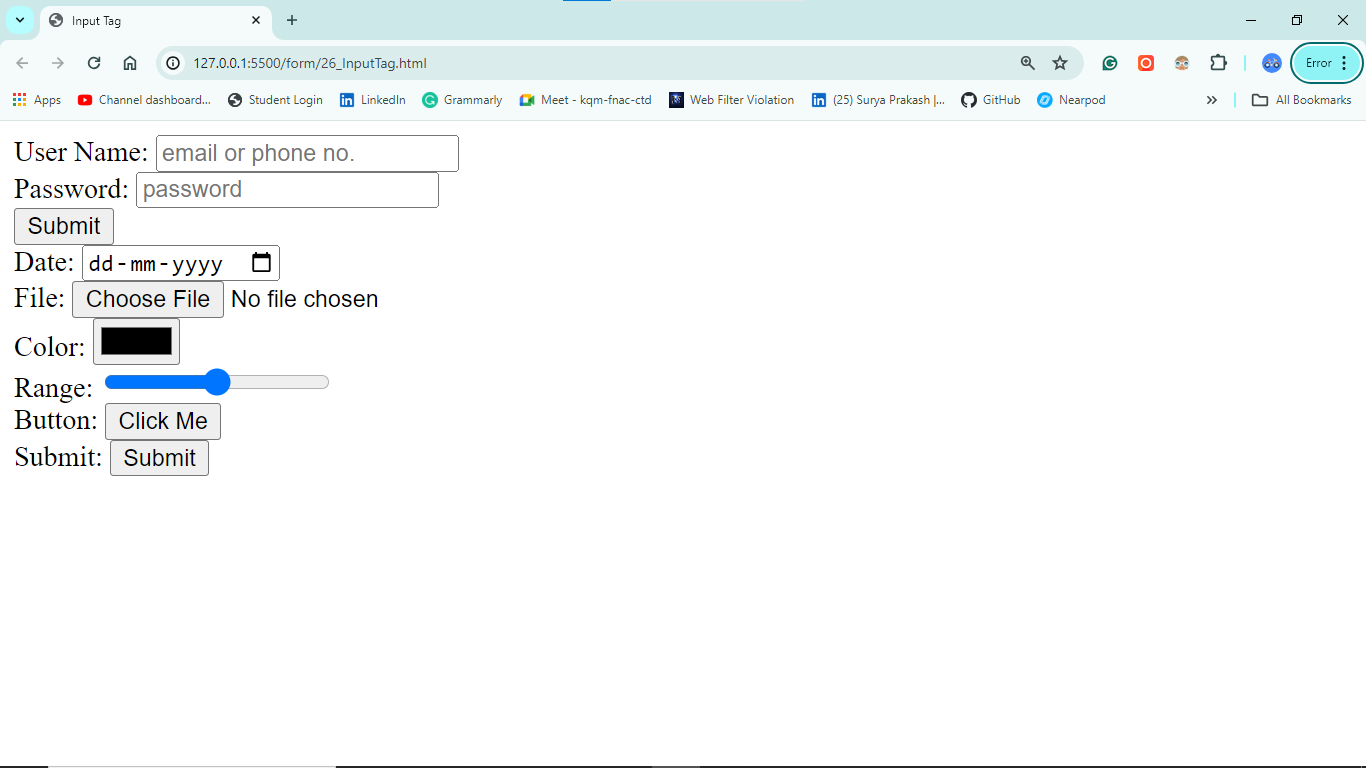 Input Tag
127.0.0.1:5500/form/26_InputTag.html
Error
Apps Channel dashboard... Student Login LinkedIn Grammarly Meet - kqm-fnac-ctd Web Filter Violation (25) Surya Prakash |... GitHub Nearpod All Bookmarks
User Name: email or phone no.
Password: password
Submit
Date: dd-mm-yyyy
File: Choose File No file chosen
Color:
Range:
Button: Click Me
Submit: Submit